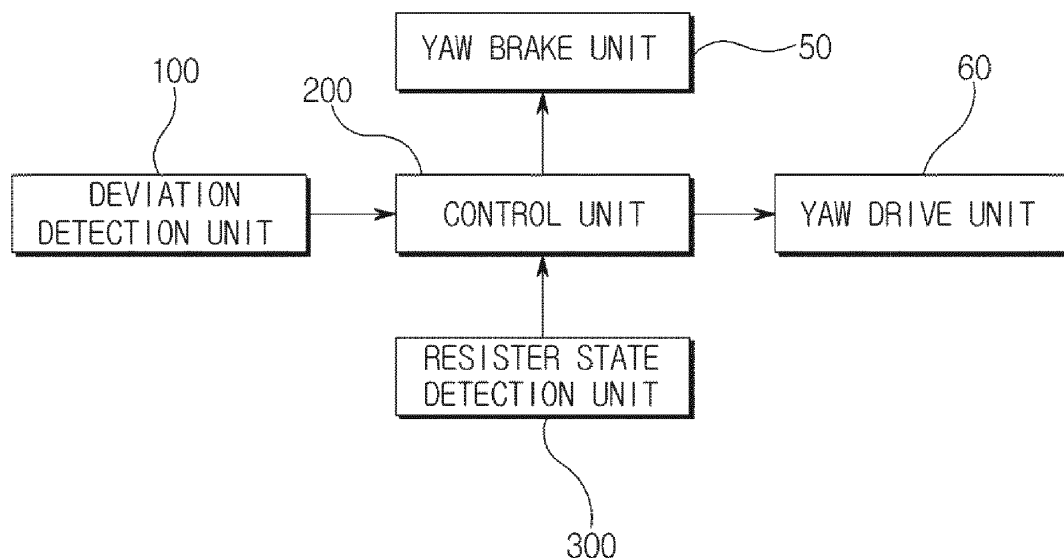 YAW BRAKE UNIT
50
100
200
60
DEVIATION
DETECTION UNIT
CONTROL UNIT
YAW DRIVE UNIT
RESISTER STATE
DETECTION UNIT
300